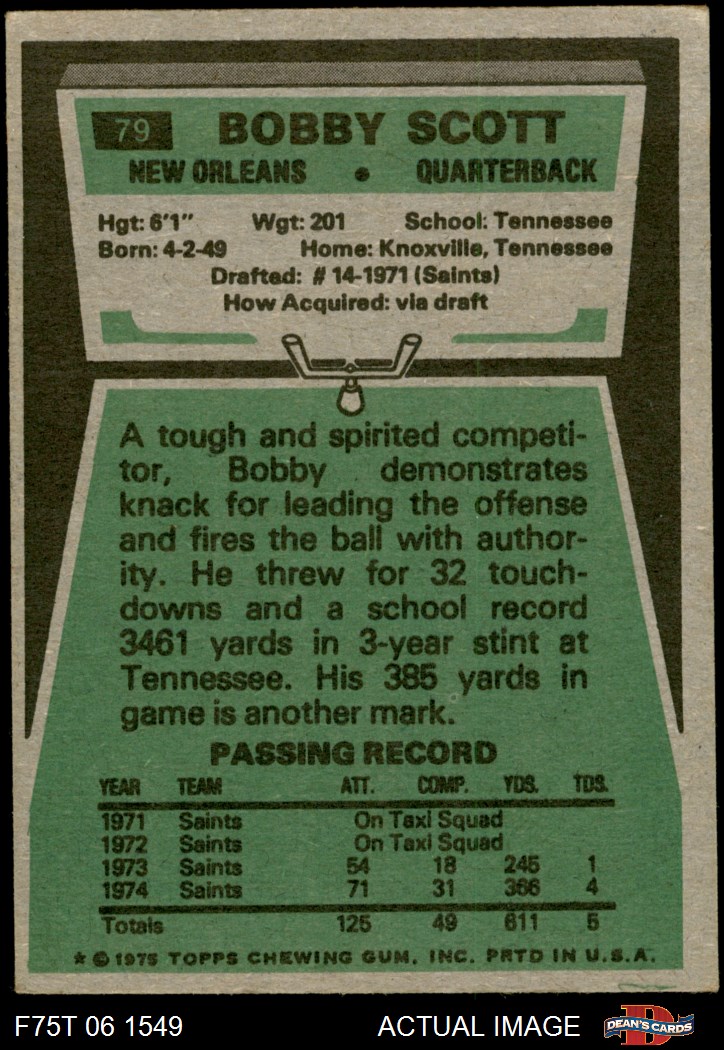 79 BOBBY SCOTT
NEW ORLEANS • QUARTERBACK
Hgt: 6'1" Wgt: 201 School: Tennessee
Born: 4-2-49 Home: Knoxville, Tennessee
Drafted: #14-1971 (Saints)
How Acquired: via draft
A tough and spirited competi-
tor, Bobby demonstrates
knack for leading the offense
and fires the ball with author-
ity. He threw for 32 touch-
downs and a school record
3461 yards in 3-year stint at
Tennessee. His 385 yards in
game is another mark.
PASSING RECORD
YEAR TEAM ATT. COMP. YDS. TDS.
1971 Saints On Taxi Squad
1972 Saints On Taxi Squad
1973 Saints 54 18 245 1
1974 Saints 71 31 366 4
Totals 125 49 611 5
* © 1975 TOPPS CHEWING GUM, INC. PRTD IN U.S.A.
F75T 06 1549 ACTUAL IMAGE D DEAN'S CARDS